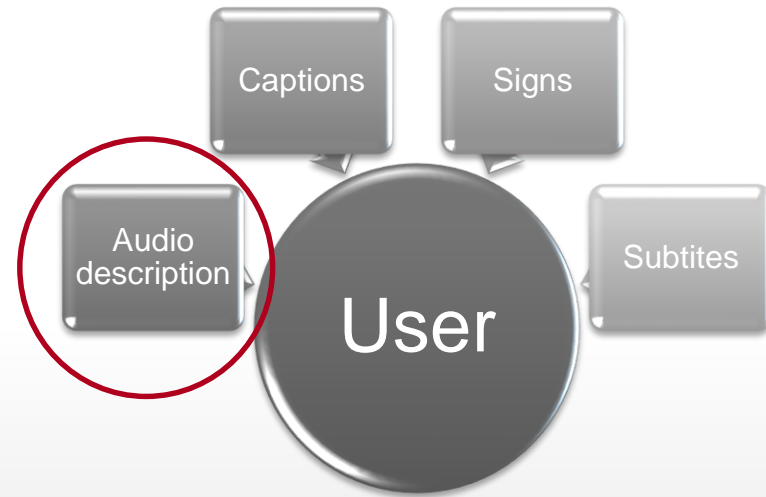 Captions
Signs
Audio
description
Subtites
User